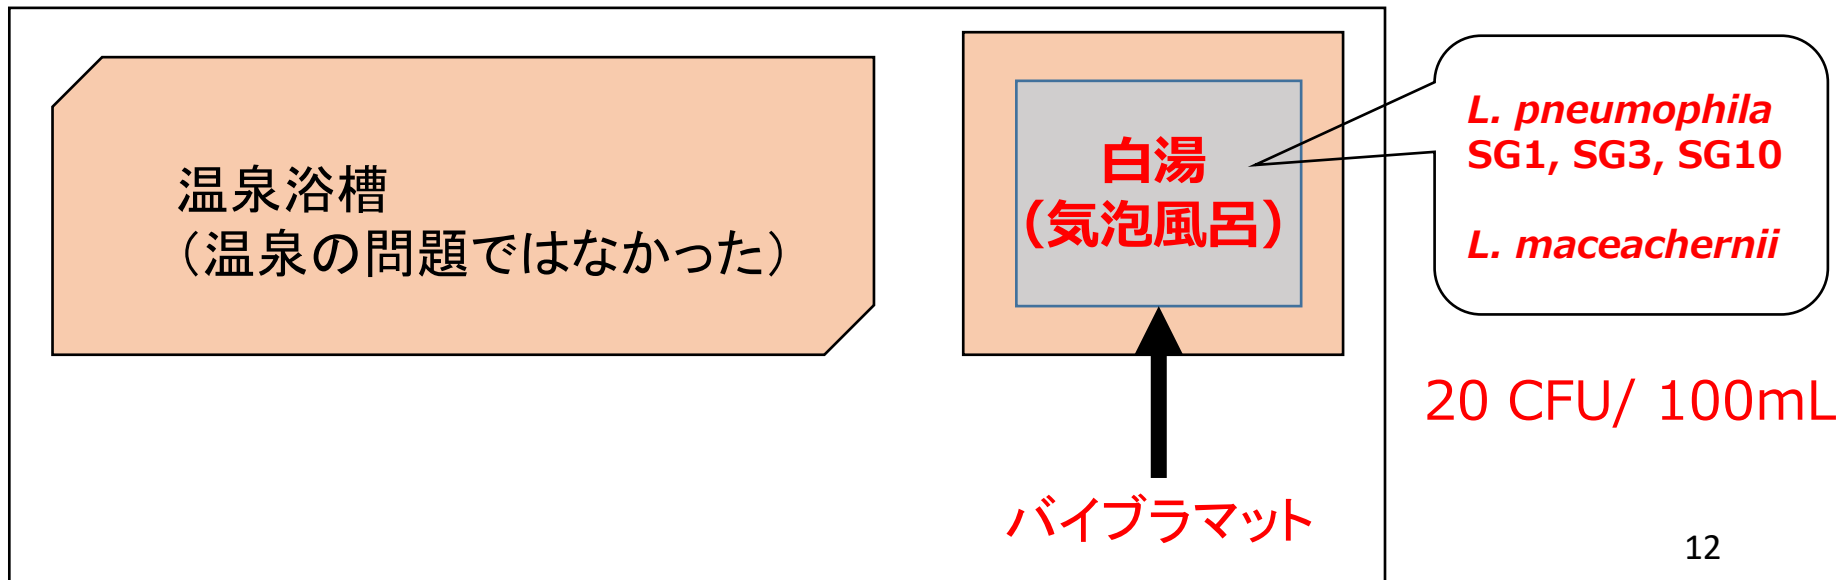 温泉浴槽
（温泉の問題ではなかった）
白湯
（気泡風呂）
L. pneumophila
SG1, SG3, SG10
L. maceachernii
20 CFU/ 100mL
バイブラマット
12